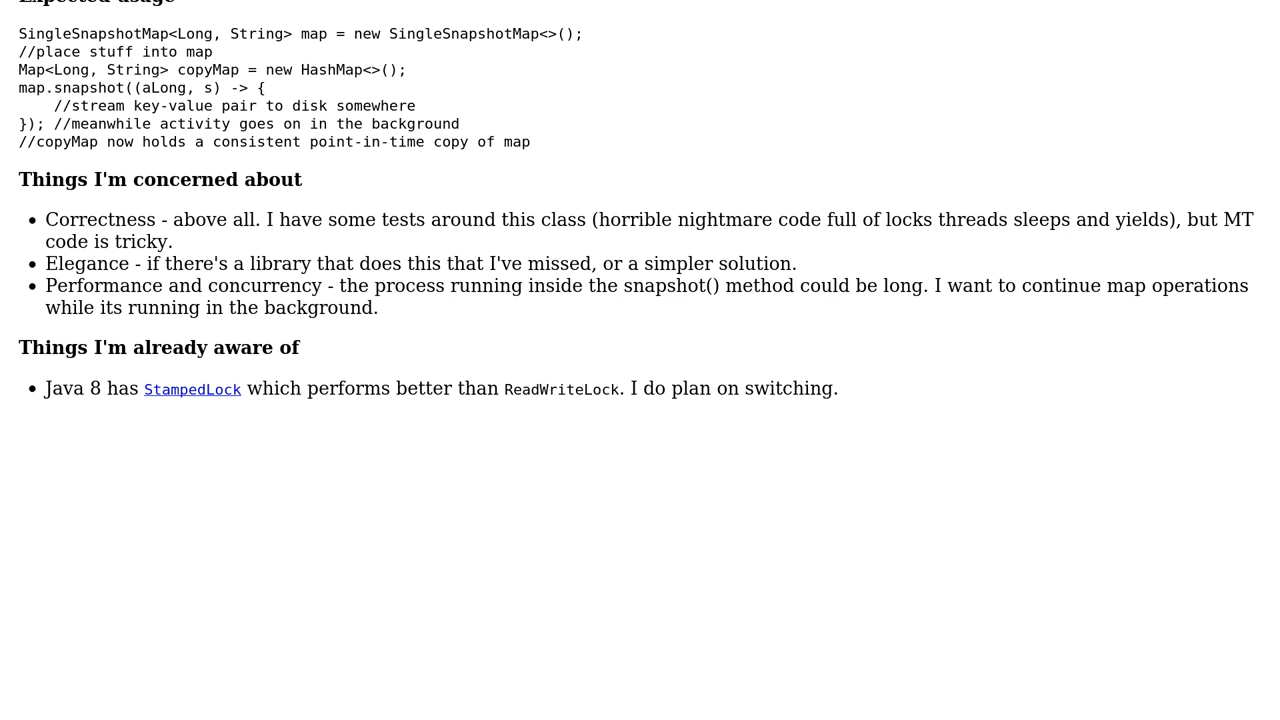 Expected usage
SingleSnapshotMap<Long, String> map = new SingleSnapshotMap<>();
//place stuff into map
Map<Long, String> copyMap = new HashMap<>();
map.snapshot((aLong, s) -> {
    //stream key-value pair to disk somewhere
}); //meanwhile activity goes on in the background
//copyMap now holds a consistent point-in-time copy of map
Things I'm concerned about
• Correctness - above all. I have some tests around this class (horrible nightmare code full of locks threads sleeps and yields), but MT
code is tricky.
• Elegance - if there's a library that does this that I've missed, or a simpler solution.
• Performance and concurrency - the process running inside the snapshot() method could be long. I want to continue map operations
while its running in the background.
Things I'm already aware of
• Java 8 has StampedLock which performs better than ReadWriteLock. I do plan on switching.